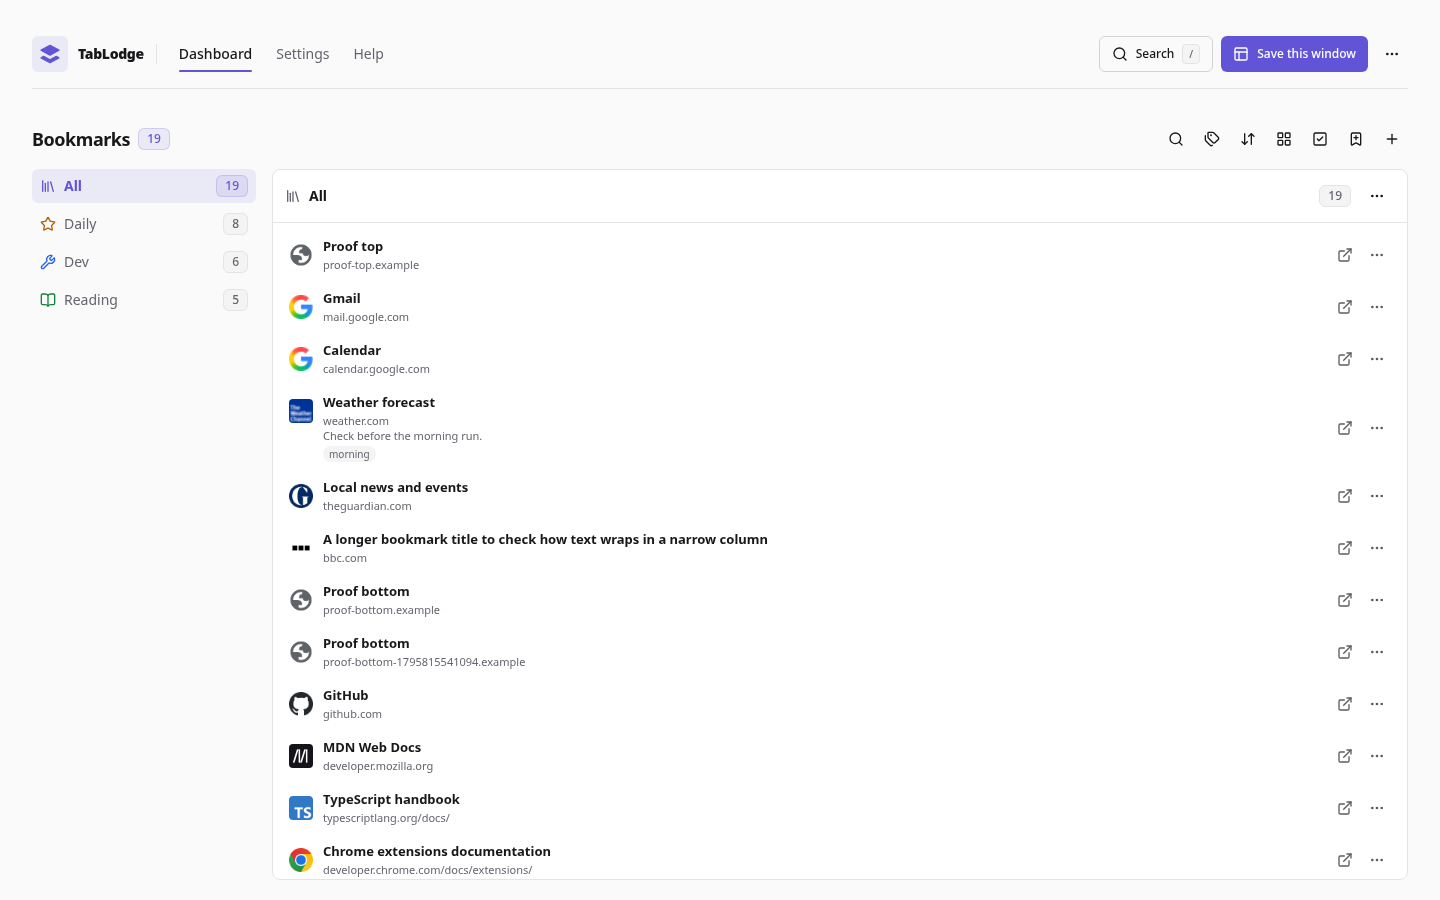 TabLodge
Dashboard
Settings
Help
Search /
Save this window
Bookmarks 19
All 19
Daily 8
Dev 6
Reading 5
All 19
Proof top
proof-top.example
Gmail
mail.google.com
Calendar
calendar.google.com
Weather forecast
weather.com
Check before the morning run.
morning
Local news and events
theguardian.com
A longer bookmark title to check how text wraps in a narrow column
bbc.com
Proof bottom
proof-bottom.example
Proof bottom
proof-bottom-1795815541094.example
GitHub
github.com
MDN Web Docs
developer.mozilla.org
TS
TypeScript handbook
typescriptlang.org/docs/
Chrome extensions documentation
developer.chrome.com/docs/extensions/